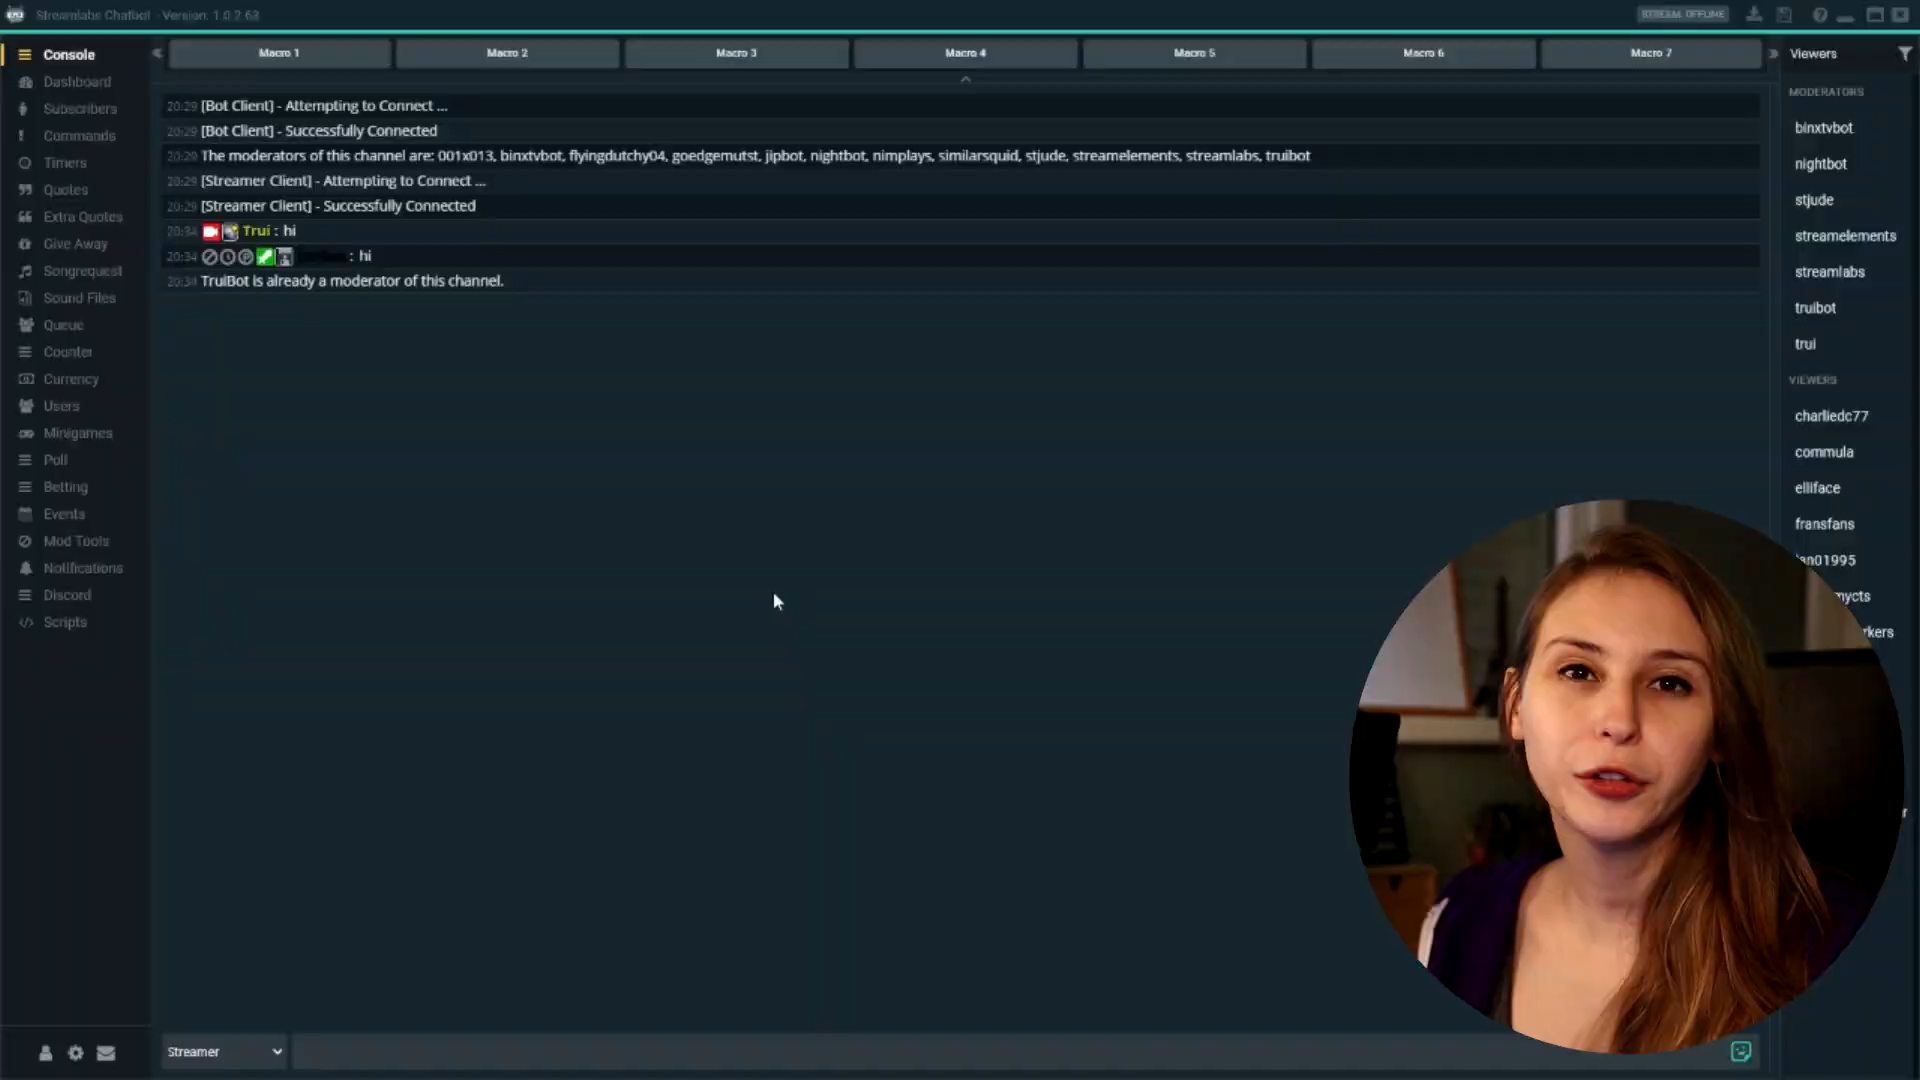 Streamlabs Chatbot - Version: 1.0.2.63
STREAM: OFFLINE
Console
Dashboard
Subscribers
Commands
Timers
Quotes
Extra Quotes
Give Away
Songrequest
Sound Files
Queue
Counter
Currency
Users
Minigames
Poll
Betting
Events
Mod Tools
Notifications
Discord
Scripts
Macro 1
Macro 2
Macro 3
Macro 4
Macro 5
Macro 6
Macro 7
20:29 [Bot Client] - Attempting to Connect ...
20:29 [Bot Client] - Successfully Connected
20:29 The moderators of this channel are: 001x013, binxtvbot, flyingdutchy04, goedgemutst, jipbot, nightbot, nimplays, similarsquid, stjude, streamelements, streamlabs, truibot
20:29 [Streamer Client] - Attempting to Connect ...
20:29 [Streamer Client] - Successfully Connected
20:34 Trui : hi
20:34 : hi
20:34 TruiBot is already a moderator of this channel.
Streamer
Viewers
MODERATORS
binxtvbot
nightbot
stjude
streamelements
streamlabs
truibot
trui
VIEWERS
charliedc77
commula
elliface
fransfans
an01995
mycts
rkers